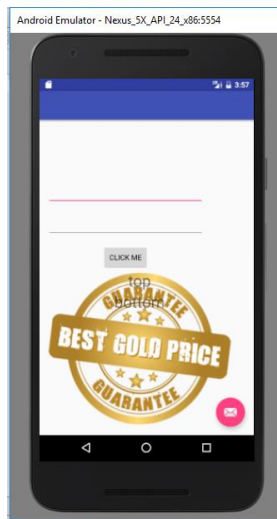 Android Emulator - Nexus_5X_API_24_x86:5554
3:57
CLICK ME
GUARANTEE
top
bottom
BEST GOLD PRICE
GUARANTEE